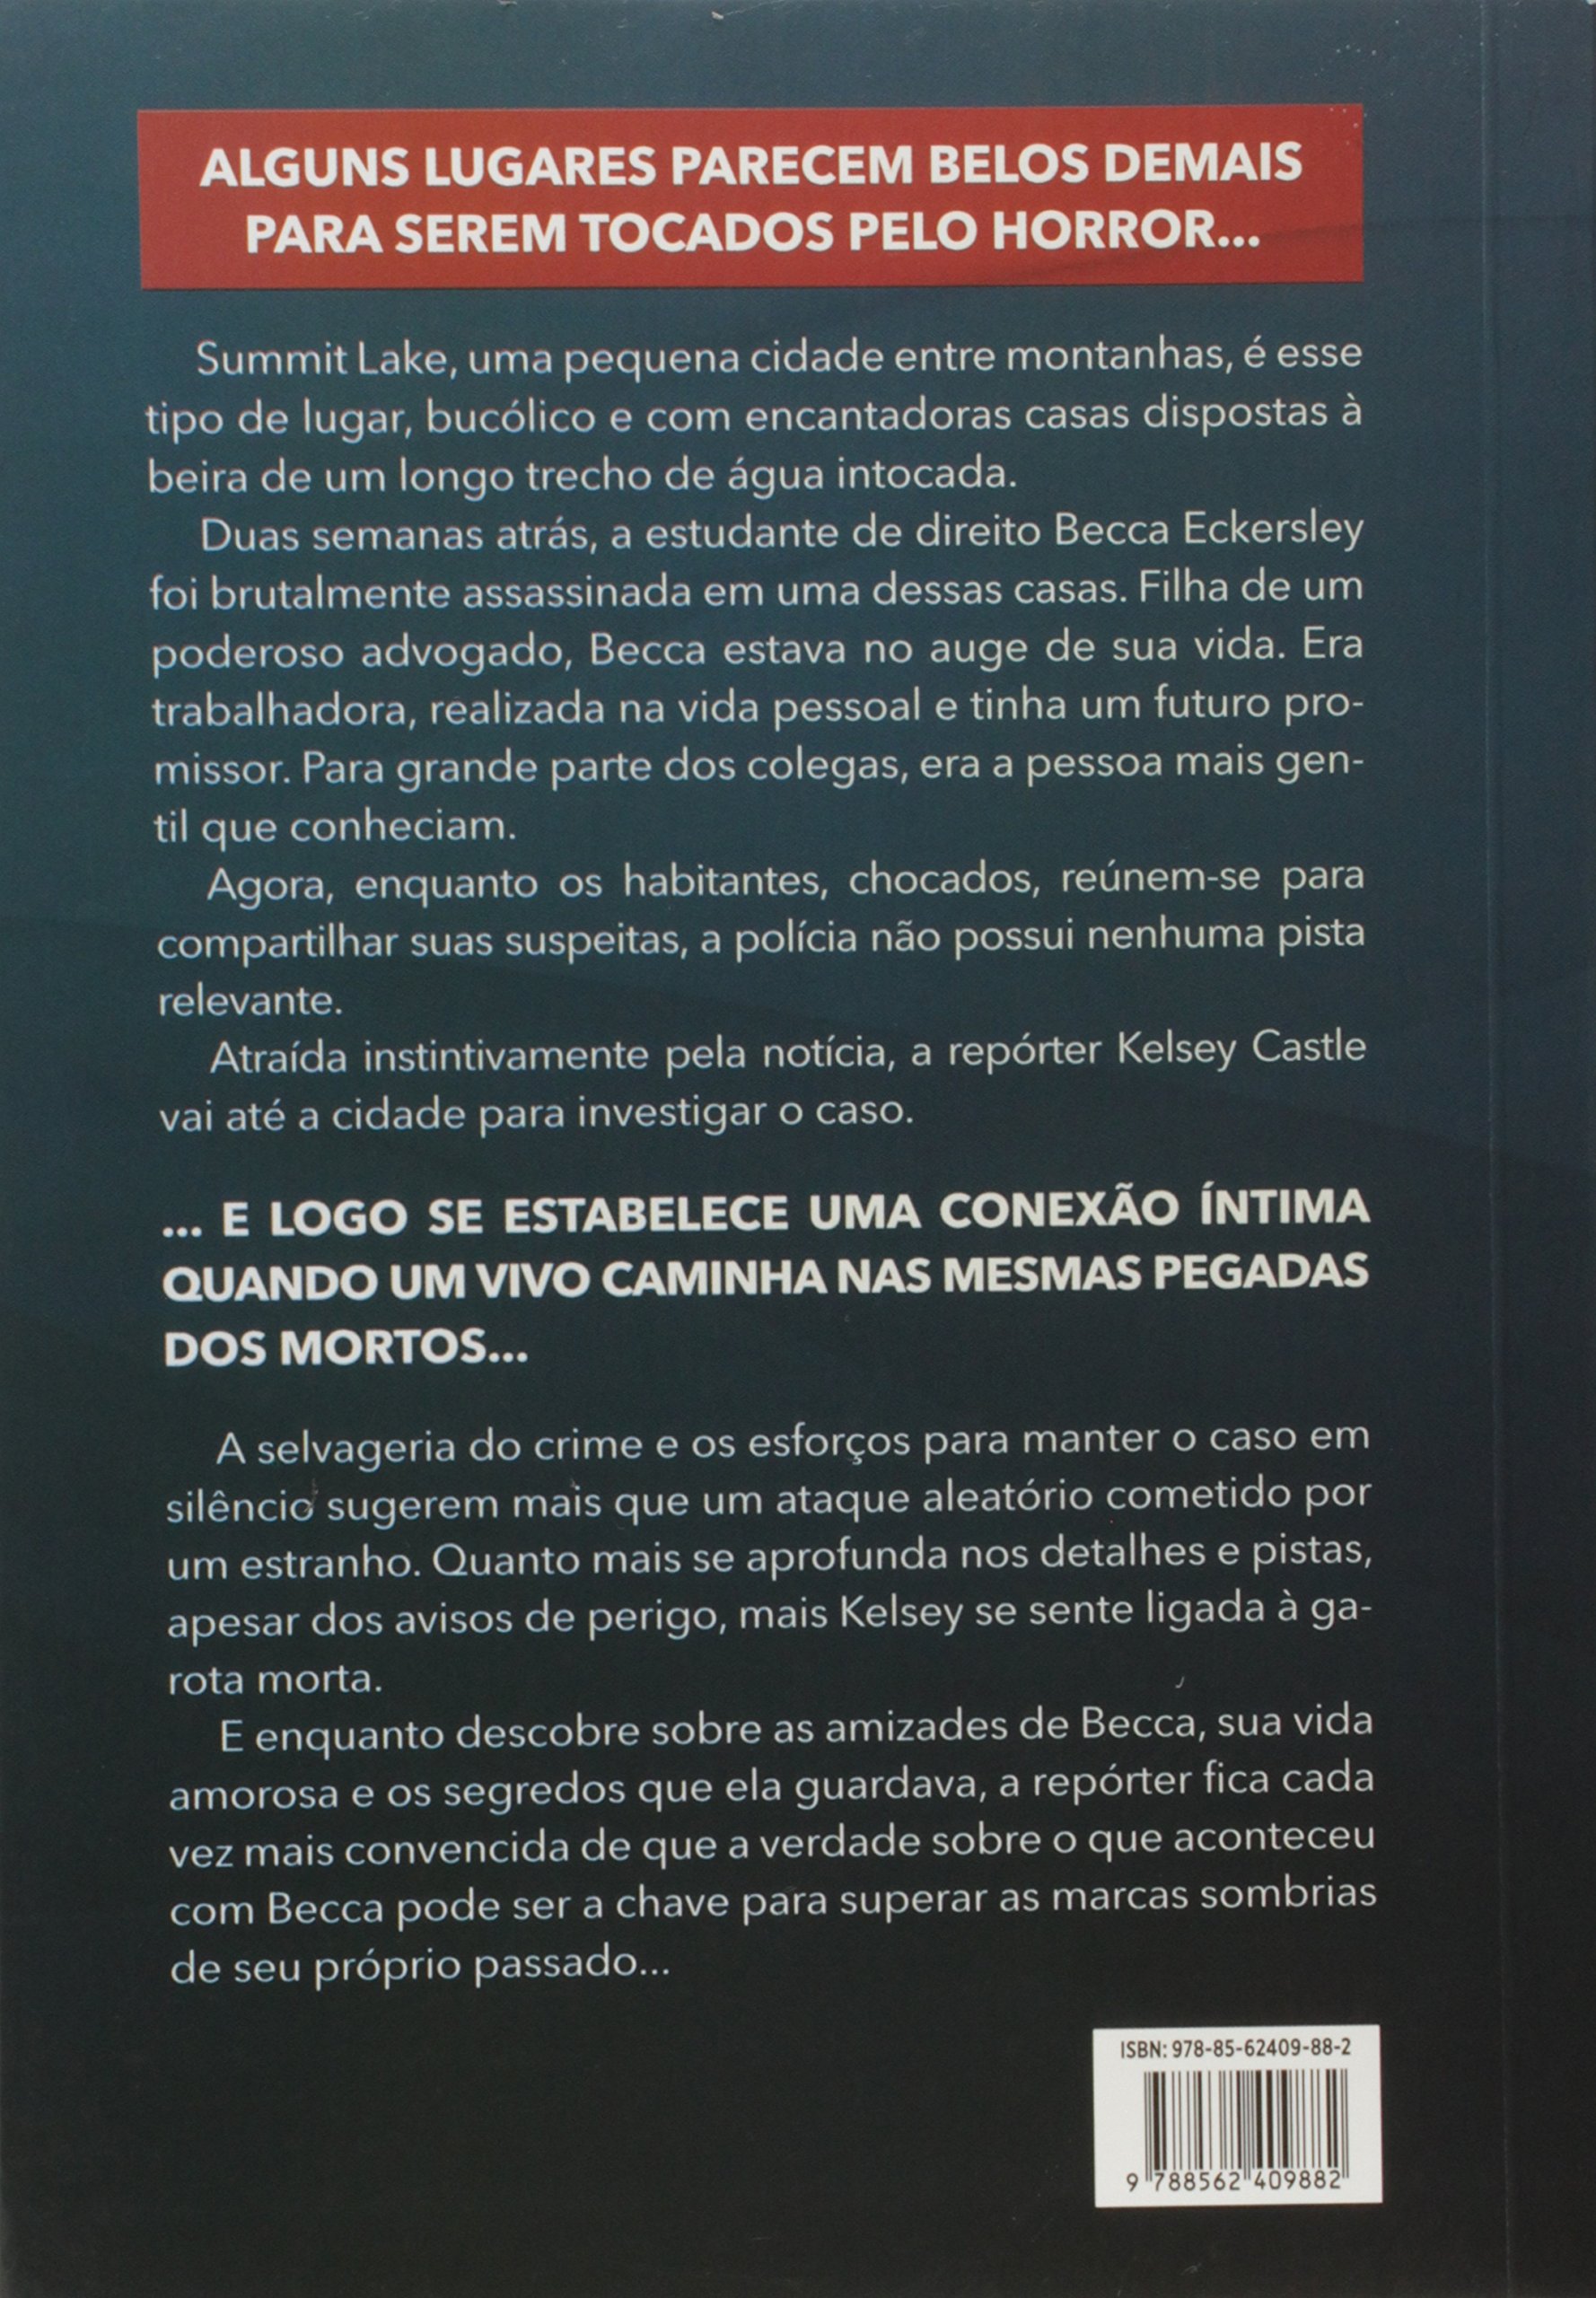 ALGUNS LUGARES PARECEM BELOS DEMAIS
PARA SEREM TOCADOS PELO HORROR...
Summit Lake, uma pequena cidade entre montanhas, é esse
tipo de lugar, bucólico e com encantadoras casas dispostas à
beira de um longo trecho de água intocada.
Duas semanas atrás, a estudante de direito Becca Eckersley
foi brutalmente assassinada em uma dessas casas. Filha de um
poderoso advogado, Becca estava no auge de sua vida. Era
trabalhadora, realizada na vida pessoal e tinha um futuro pro-
missor. Para grande parte dos colegas, era a pessoa mais gen-
til que conheciam.
Agora, enquanto os habitantes, chocados, reúnem-se para
compartilhar suas suspeitas, a polícia não possui nenhuma pista
relevante.
Atraída instintivamente pela notícia, a repórter Kelsey Castle
vai até a cidade para investigar o caso.
... E LOGO SE ESTABELECE UMA CONEXÃO ÍNTIMA
QUANDO UM VIVO CAMINHA NAS MESMAS PEGADAS
DOS MORTOS...
A selvageria do crime e os esforços para manter o caso em
silêncio sugerem mais que um ataque aleatório cometido por
um estranho. Quanto mais se aprofunda nos detalhes e pistas,
apesar dos avisos de perigo, mais Kelsey se sente ligada à ga-
rota morta.
E enquanto descobre sobre as amizades de Becca, sua vida
amorosa e os segredos que ela guardava, a repórter fica cada
vez mais convencida de que a verdade sobre o que aconteceu
com Becca pode ser a chave para superar as marcas sombrias
de seu próprio passado...
ISBN: 978-85-62409-88-2
9 788562 409882